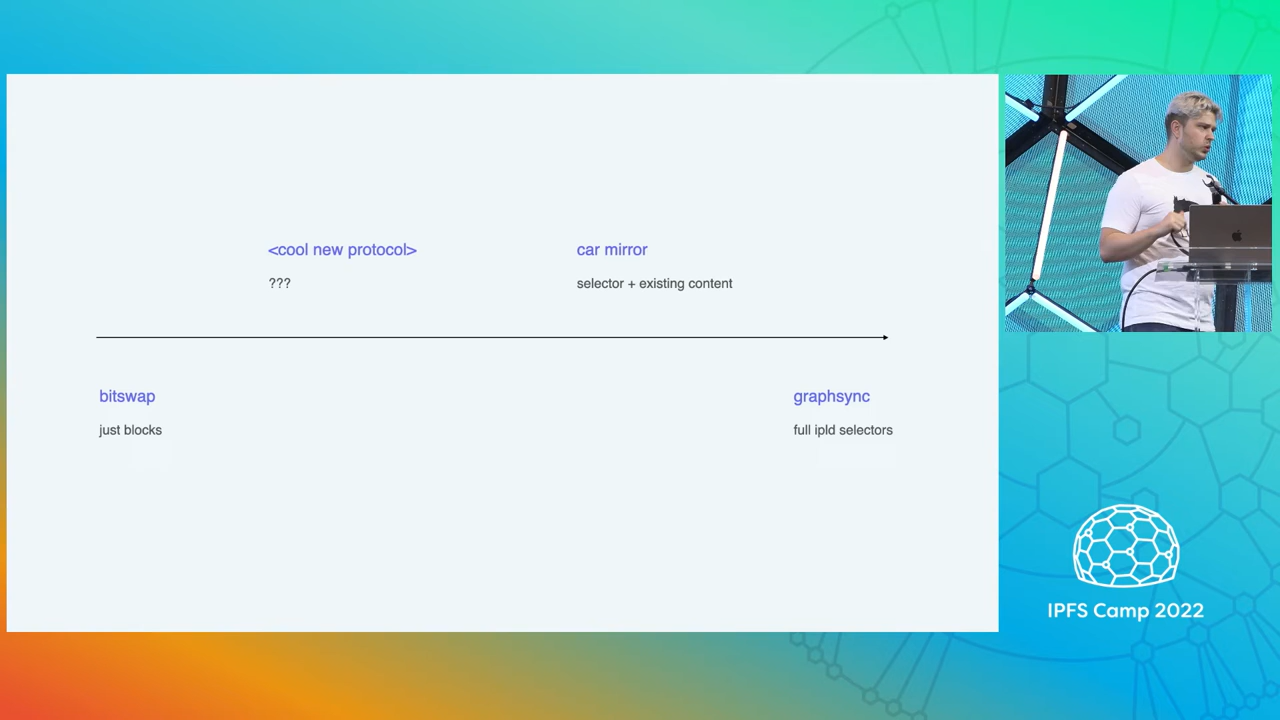 <cool new protocol>
???
car mirror
selector + existing content
bitswap
just blocks
graphsync
full ipld selectors
IPFS Camp 2022